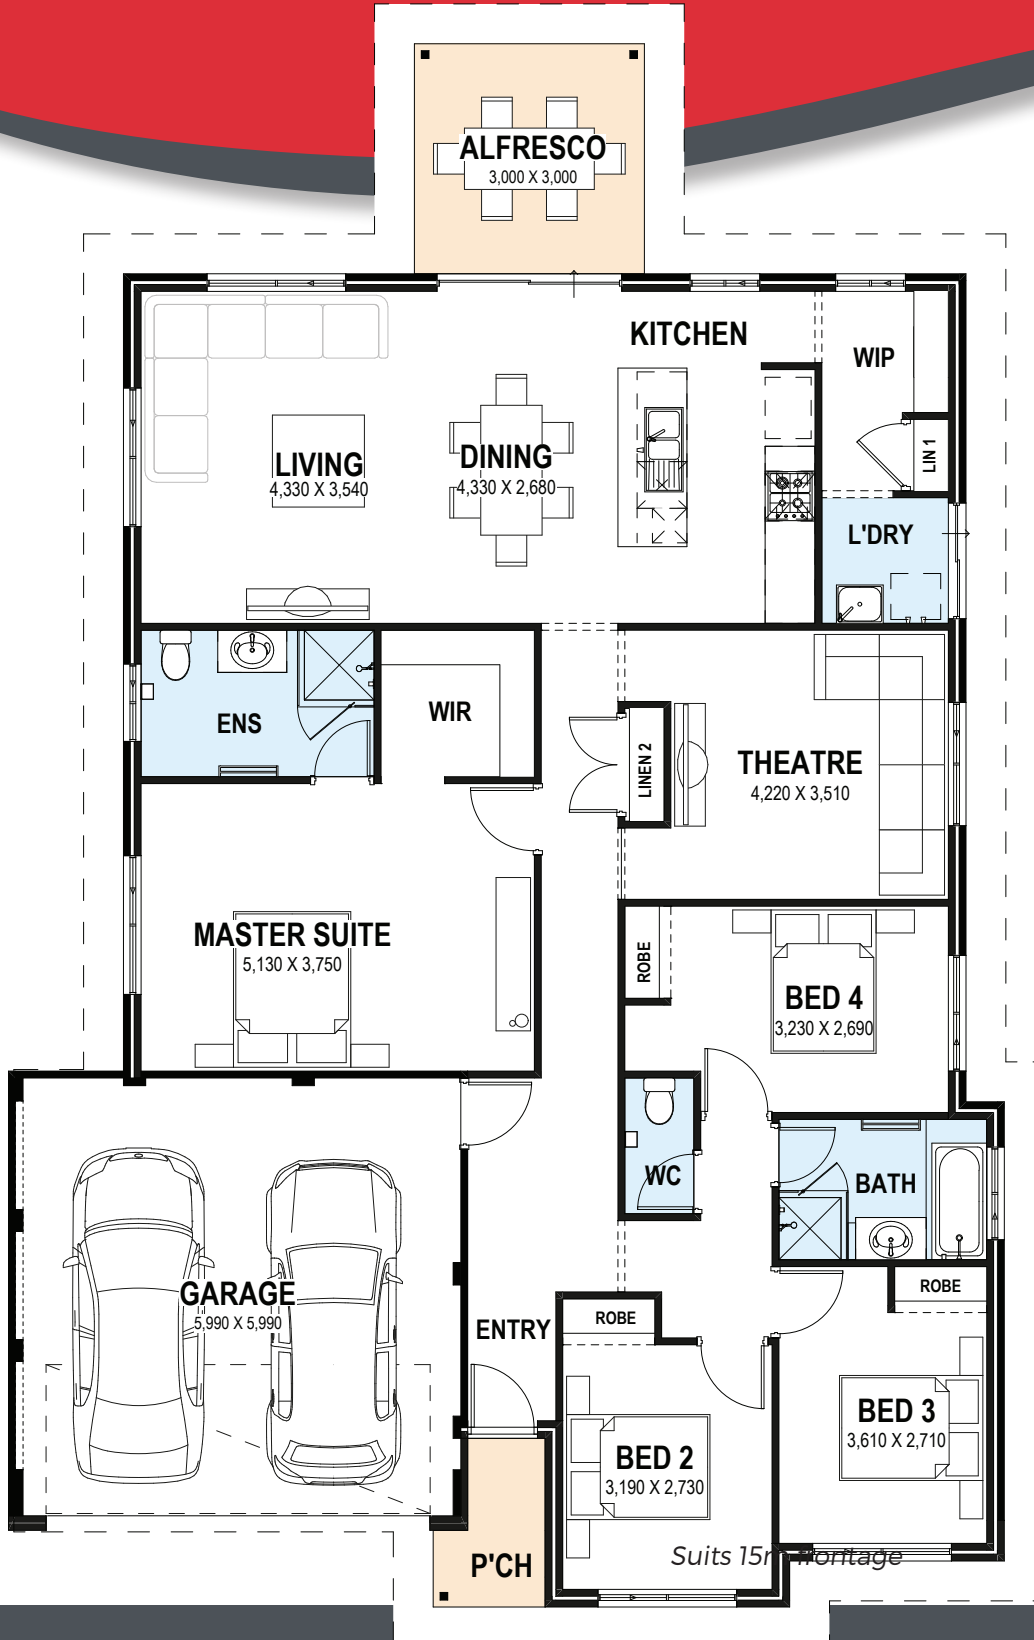 ALFRESCO
3,000 X 3,000
KITCHEN
WIP
LIVING
4,330 X 3,540
DINING
4,330 X 2,680
LIN 1
L'DRY
ENS
WIR
LINEN 2
THEATRE
4,220 X 3,510
MASTER SUITE
5,130 X 3,750
ROBE
BED 4
3,230 X 2,690
WC
BATH
GARAGE
5,990 X 5,990
ENTRY
ROBE
ROBE
BED 3
3,610 X 2,710
BED 2
3,190 X 2,730
P'CH
Suits 15m frontage